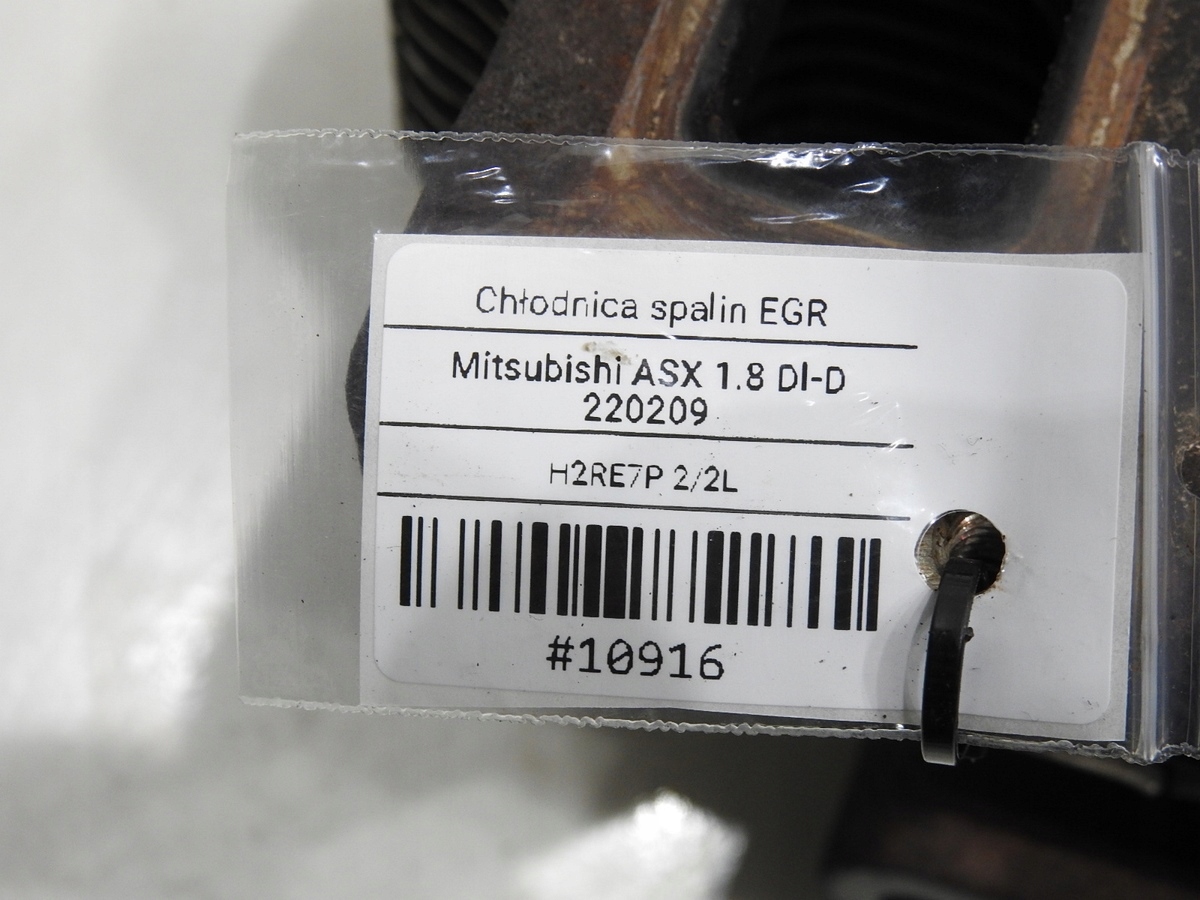 Chłodnica spalin EGR
Mitsubishi ASX 1.8 DI-D
220209
H2RE7P 2/2L
#10916